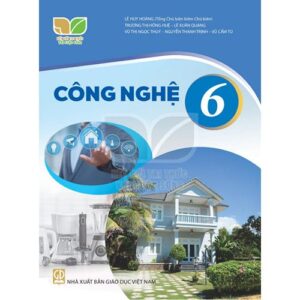 LÊ HUY HOÀNG (Tổng Chủ biên kiêm Chủ biên)
TRƯƠNG THỊ HỒNG HUỆ – LÊ XUÂN QUANG
VŨ THỊ NGỌC THUÝ – NGUYỄN THANH TRỊNH – VŨ CẨM TÚ
CÔNG NGHỆ 6
NHÀ XUẤT BẢN GIÁO DỤC VIỆT NAM